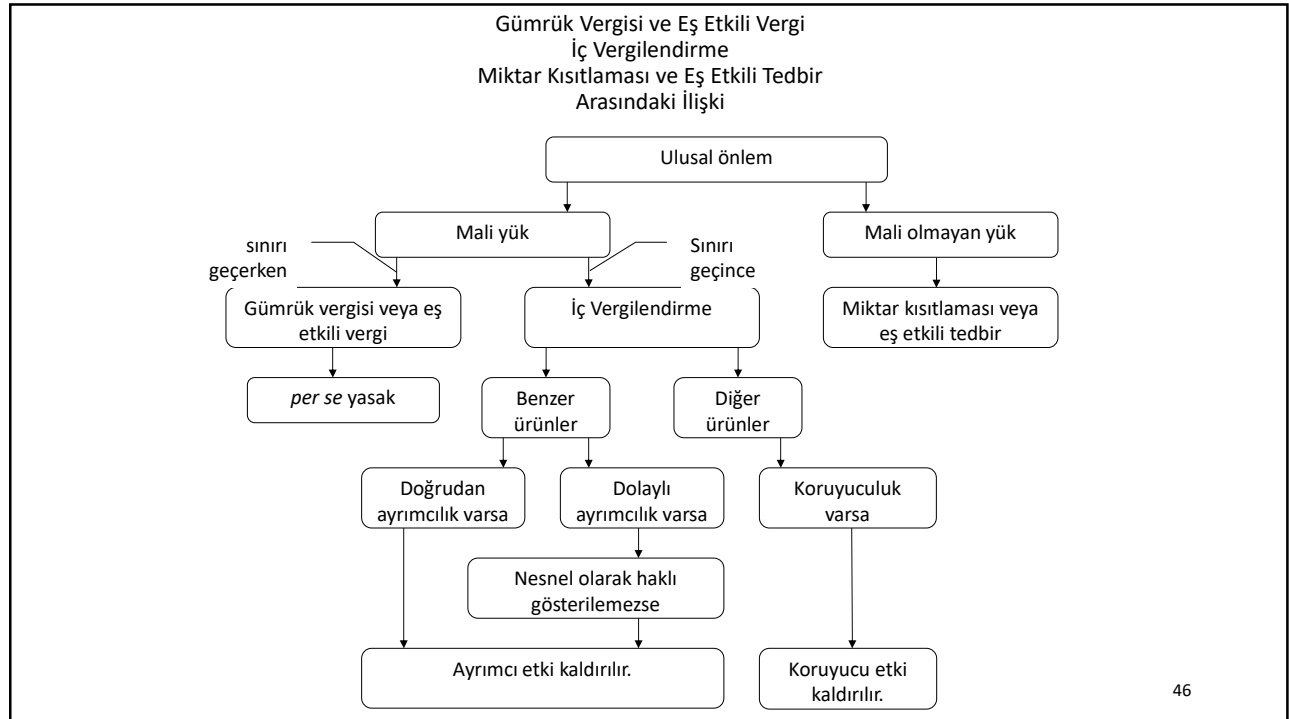 Gümrük Vergisi ve Eş Etkili Vergi
İç Vergilendirme
Miktar Kısıtlaması ve Eş Etkili Tedbir
Arasındaki İlişki
Ulusal önlem
Mali yük
Mali olmayan yük
sınırı
geçerken
Sınırı
geçince
Gümrük vergisi veya eş
etkili vergi
İç Vergilendirme
Miktar kısıtlaması veya
eş etkili tedbir
per se yasak
Benzer
ürünler
Diğer
ürünler
Doğrudan
ayrımcılık varsa
Dolaylı
ayrımcılık varsa
Koruyuculuk
varsa
Nesnel olarak haklı
gösterilemezse
Ayrımcı etki kaldırılır.
Koruyucu etki
kaldırılır.
46